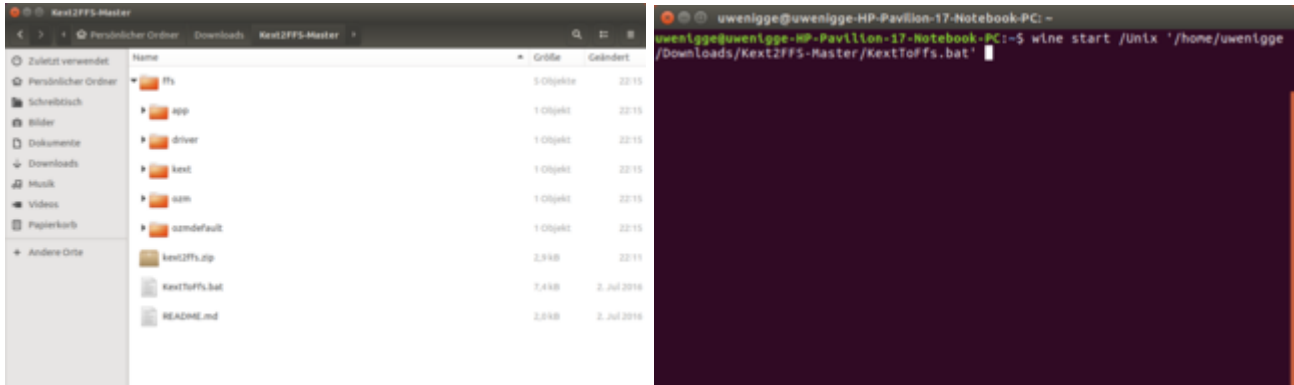 Kext2FFS-Master
Persönlicher Ordner Downloads Kext2FFS-Master
Zuletzt verwendet
Persönlicher Ordner
Schreibtisch
Bilder
Dokumente
Downloads
Musik
Videos
Papierkorb
+ Andere Orte
Name Größe Geändert
ffs 5 Objekte 22:15
app 1 Objekt 22:15
driver 1 Objekt 22:15
kext 1 Objekt 22:15
ozm 1 Objekt 22:15
ozmdefault 1 Objekt 22:15
kext2ffs.zip 2,9 kB 22:11
KextToFfs.bat 7,4 kB 2. Jul 2016
README.md 2,0 kB 2. Jul 2016
uwenigge@uwenigge-HP-Pavilion-17-Notebook-PC: ~
uwenigge@uwenigge-HP-Pavilion-17-Notebook-PC:~$ wine start /Unix '/home/uwenigge
/Downloads/Kext2FFS-Master/KextToFfs.bat'